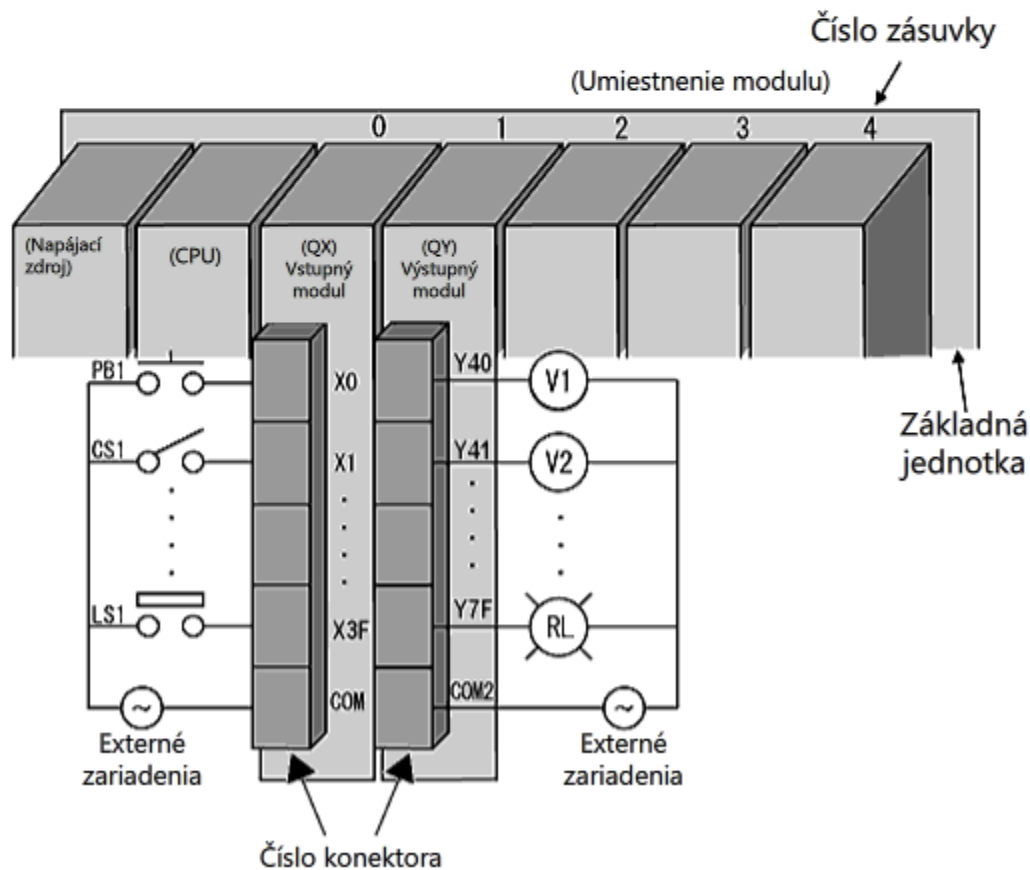 Číslo zásuvky
(Umiestnenie modulu)
0 1 2 3 4
(Napájací
zdroj)
(CPU)
(QX)
Vstupný
modul
(QY)
Výstupný
modul
PB1
X0
Y40
V1
CS1
X1
Y41
V2
Základná
jednotka
LS1
X3F
Y7F
RL
COM
COM2
~
~
Externé
zariadenia
Externé
zariadenia
Číslo konektora